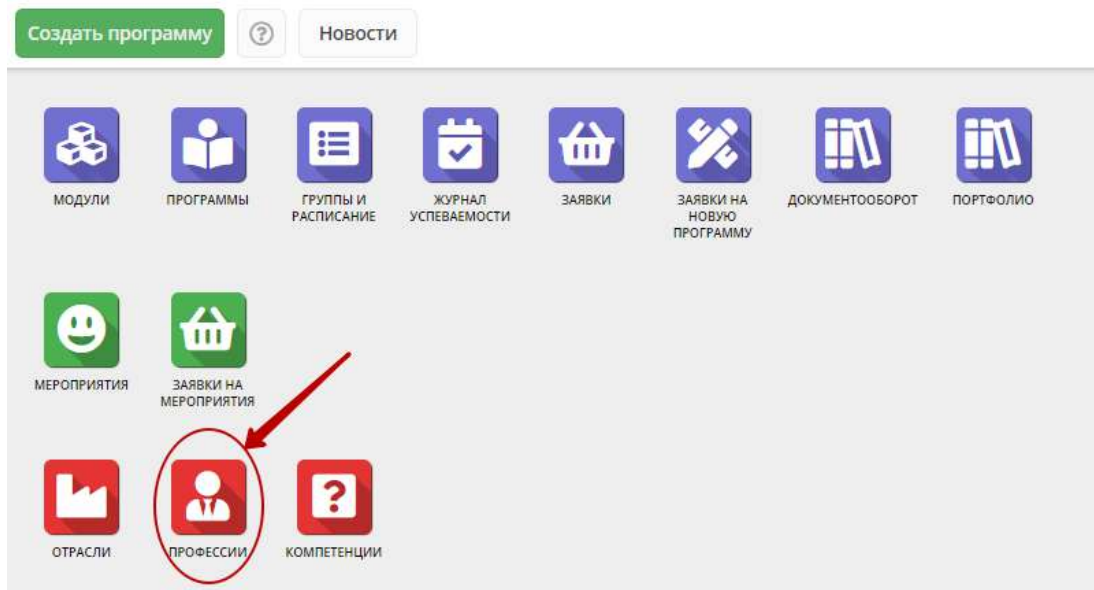 Создать программу
?
Новости
МОДУЛИ
ПРОГРАММЫ
ГРУППЫ И
РАСПИСАНИЕ
ЖУРНАЛ
УСПЕВАЕМОСТИ
ЗАЯВКИ
ЗАЯВКИ НА
НОВУЮ
ПРОГРАММУ
ДОКУМЕНТООБОРОТ
ПОРТФОЛИО
МЕРОПРИЯТИЯ
ЗАЯВКИ НА
МЕРОПРИЯТИЯ
ОТРАСЛИ
ПРОФЕССИИ
?
КОМПЕТЕНЦИИ